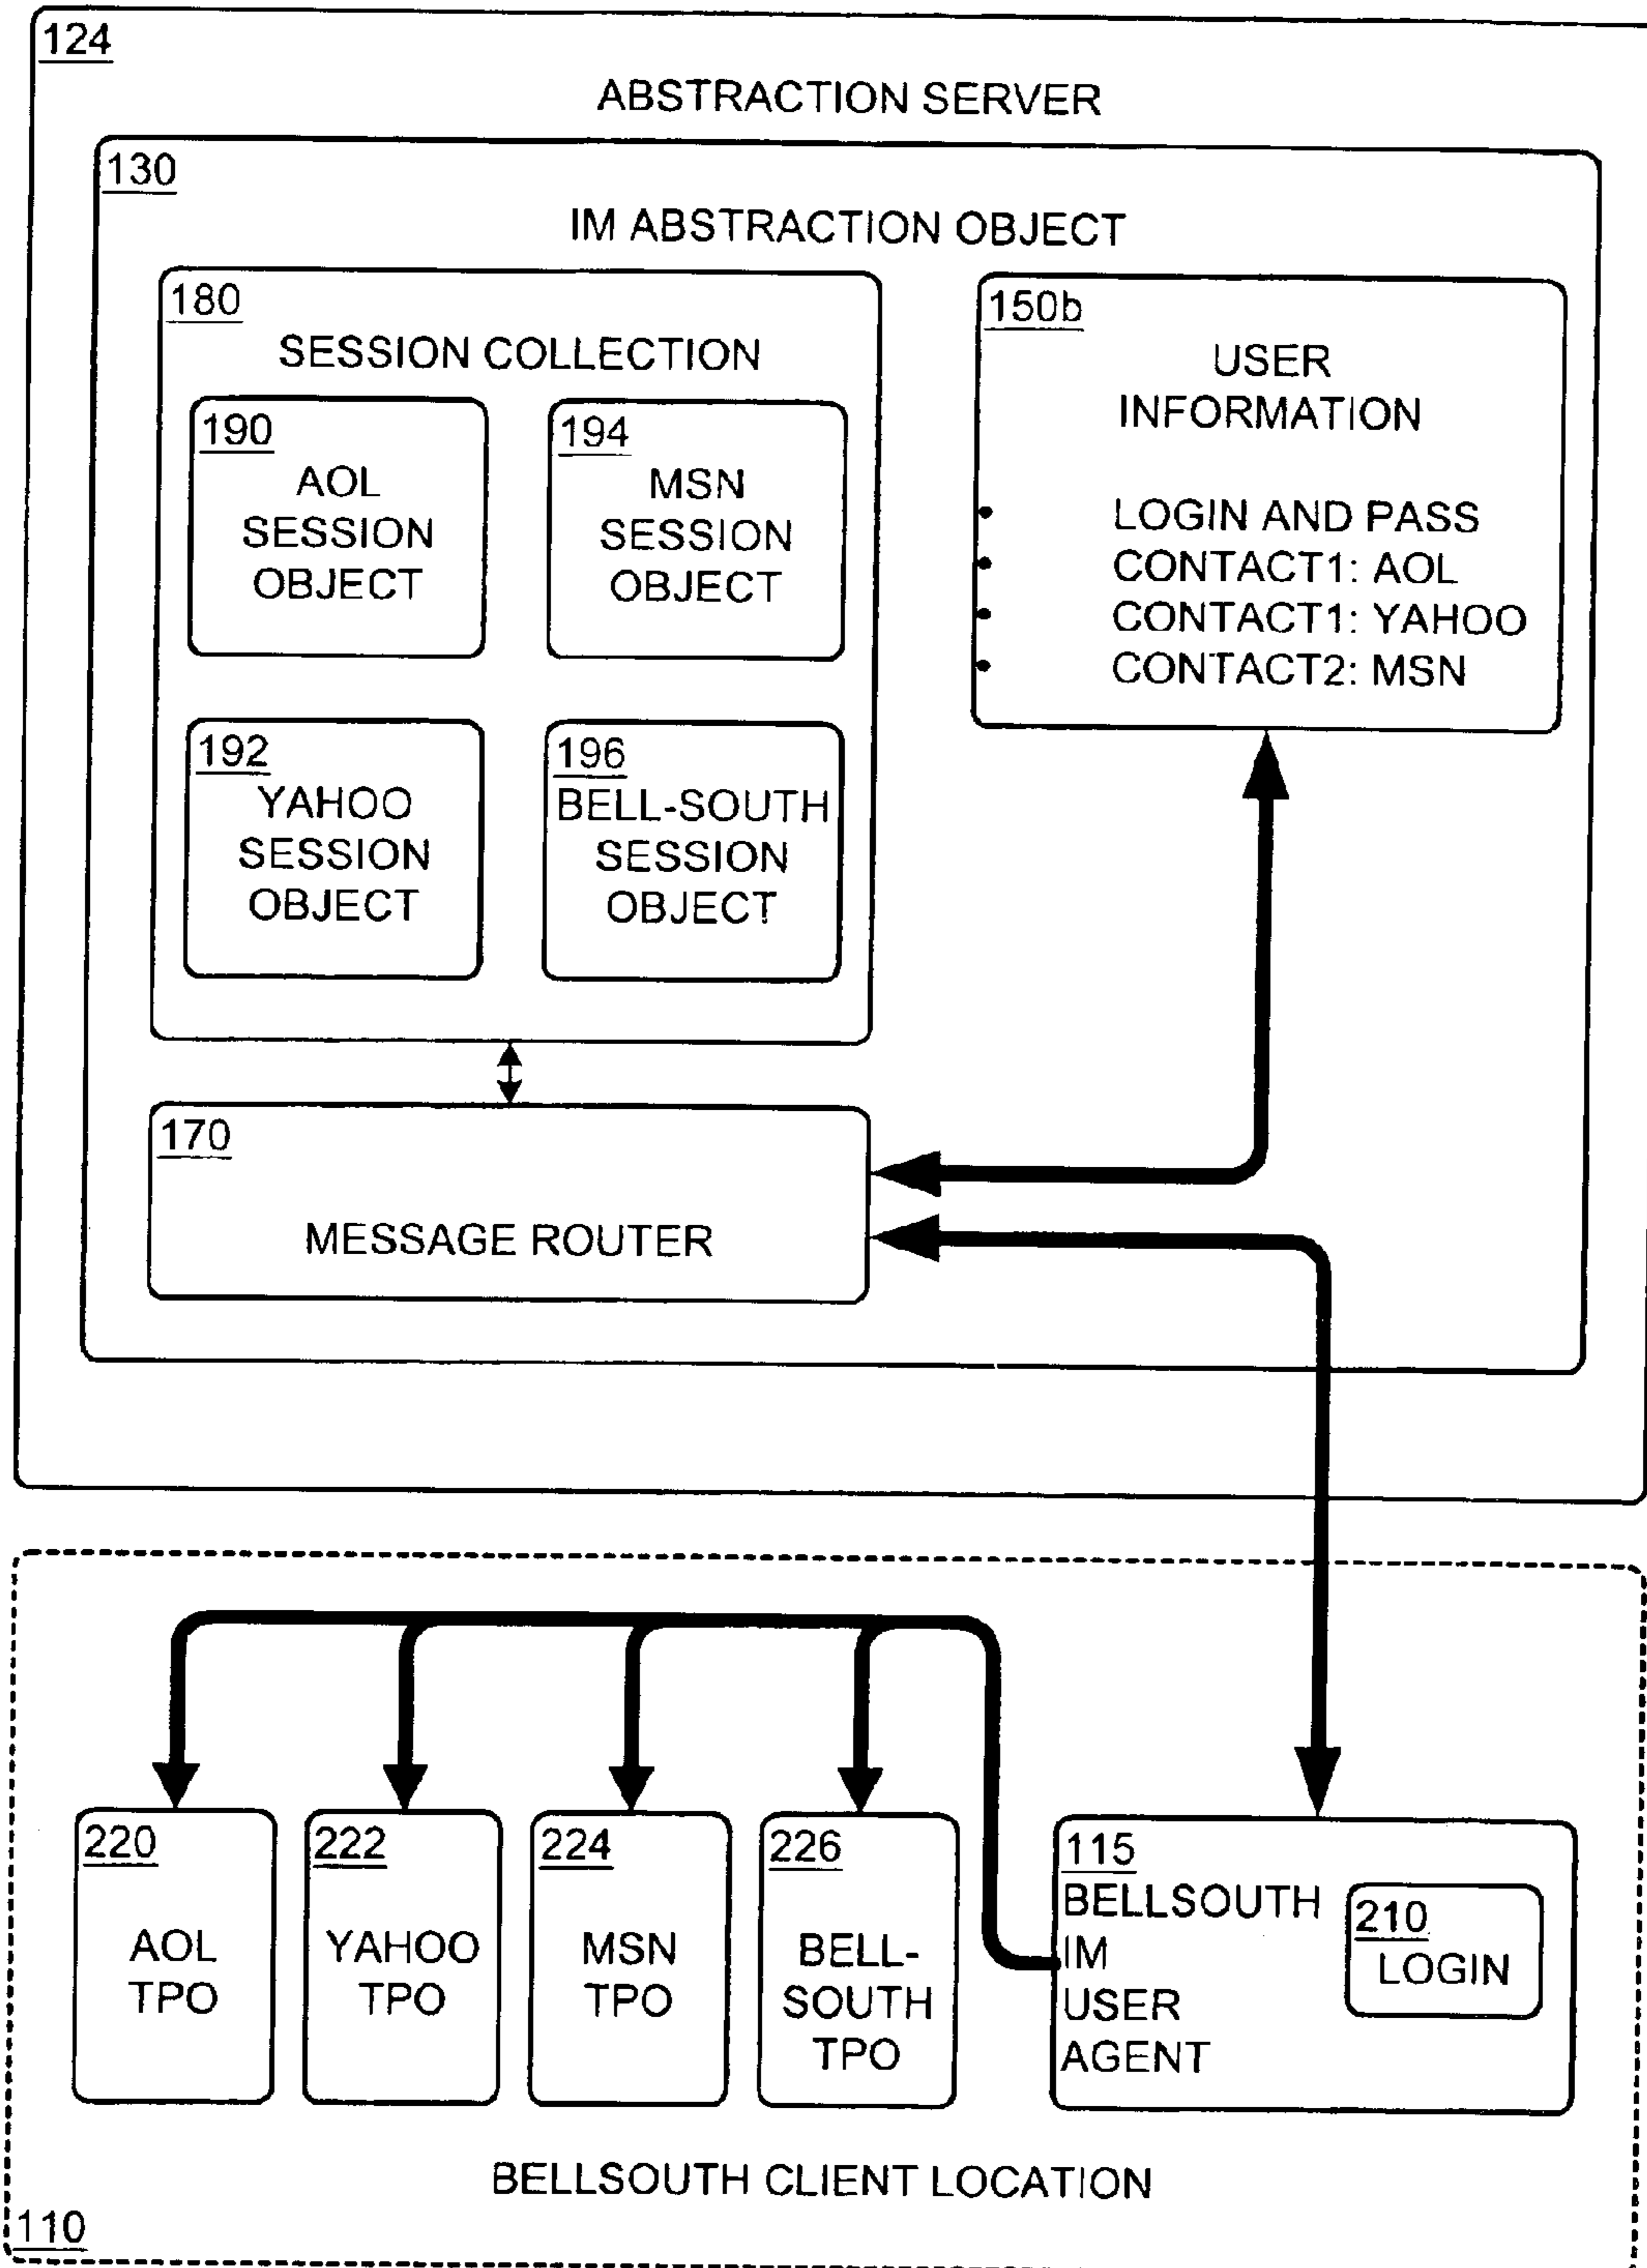 124
ABSTRACTION SERVER
130
IM ABSTRACTION OBJECT
180
SESSION COLLECTION
190
AOL
SESSION
OBJECT
194
MSN
SESSION
OBJECT
192
YAHOO
SESSION
OBJECT
196
BELL-SOUTH
SESSION
OBJECT
150b
USER
INFORMATION
• LOGIN AND PASS
• CONTACT1: AOL
• CONTACT1: YAHOO
• CONTACT2: MSN
170
MESSAGE ROUTER
220
AOL
TPO
222
YAHOO
TPO
224
MSN
TPO
226
BELL-
SOUTH
TPO
115
BELLSOUTH
IM
USER
AGENT
210
LOGIN
BELLSOUTH CLIENT LOCATION
110